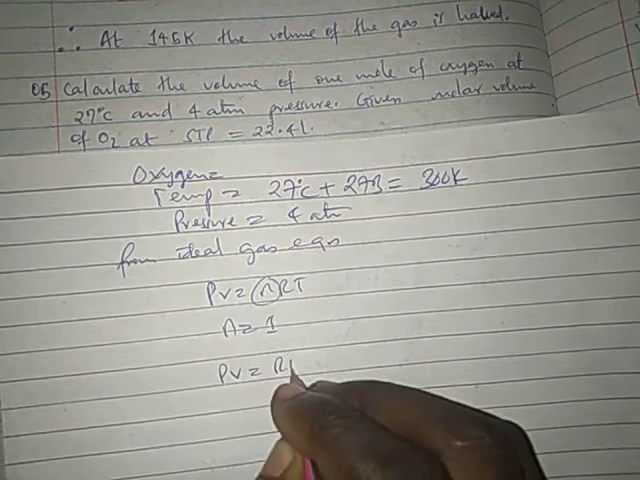 ∴ At 145K the volume of the gas is halved.
05 Calculate the volume of one mole of oxygen at
27°C and 4 atm pressure. Given molar volume
of O₂ at STP = 22.4L.
Oxygen =
Temp = 27°C + 273 = 300K
Pressure = 4 atm
from ideal gas eqn
PV = nRT
n = 1
PV = R